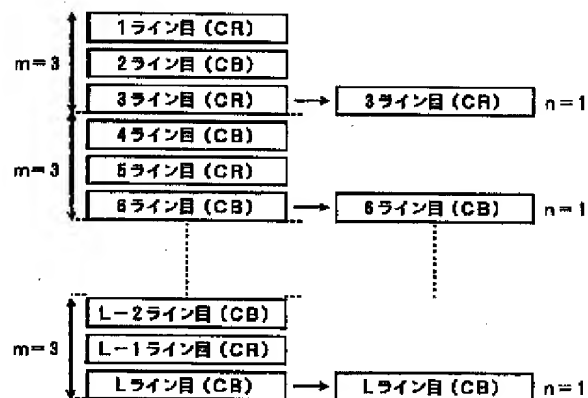 1ライン目(CR)
m=3 2ライン目(CB)
3ライン目(CR) 3ライン目(CR) n=1
4ライン目(CB)
m=3 5ライン目(CR)
6ライン目(CB) 6ライン目(CB) n=1
L-2ライン目(CB)
m=3 L-1ライン目(CR)
Lライン目(CB) Lライン目(CB) n=1